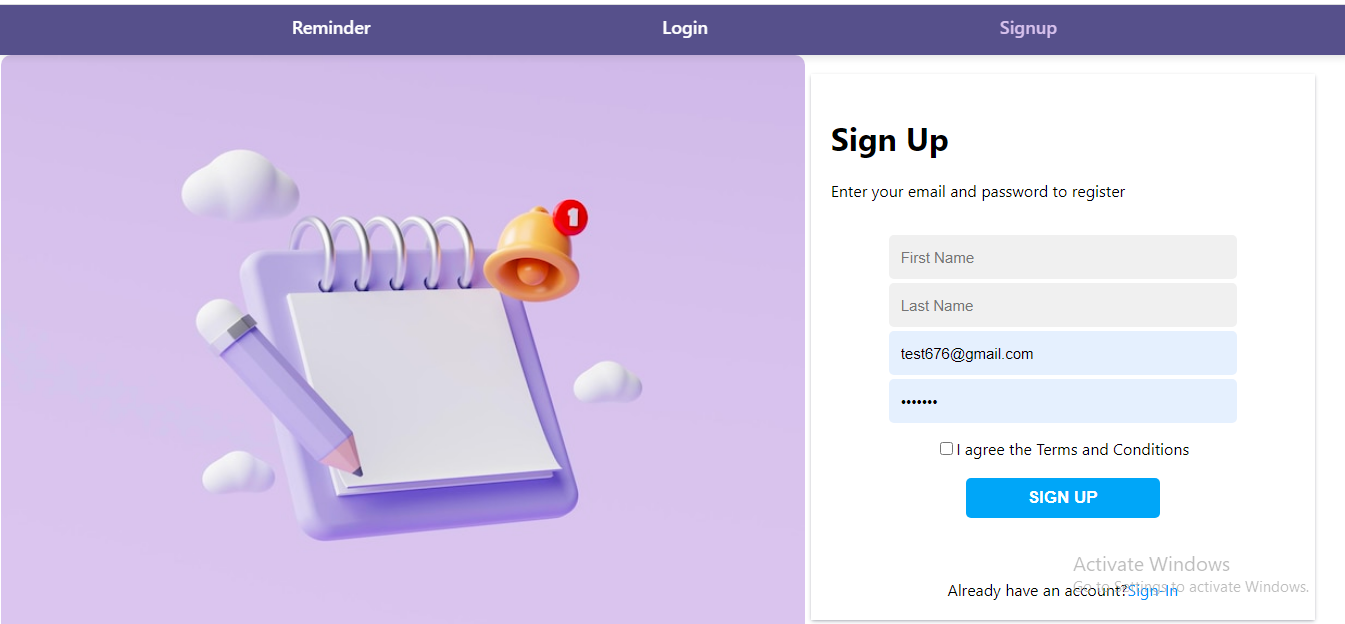 Reminder Login Signup
1
Sign Up
Enter your email and password to register
First Name
Last Name
test676@gmail.com
•••••••
I agree the Terms and Conditions
SIGN UP
Activate Windows
Go to Settings to activate Windows.
Already have an account?Sign-In